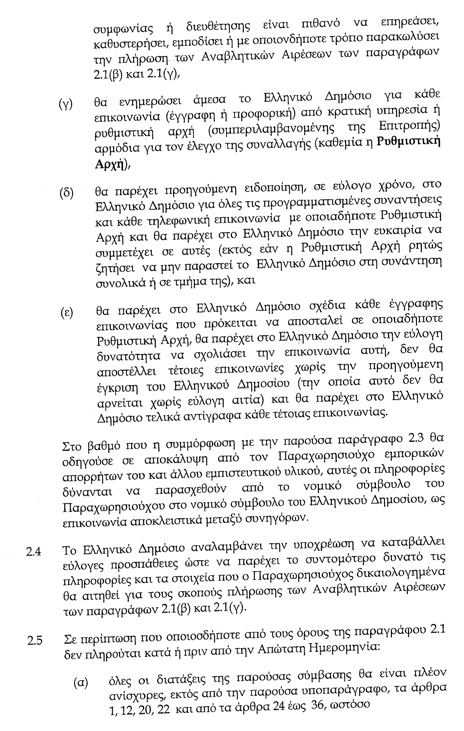 συμφωνίας ή διευθέτησης είναι πιθανό να επηρεάσει,
καθυστερήσει, εμποδίσει ή με οποιονδήποτε τρόπο παρακωλύσει
την πλήρωση των Αναβλητικών Αιρέσεων των παραγράφων
2.1(β) και 2.1(γ),
(γ) θα ενημερώσει άμεσα το Ελληνικό Δημόσιο για κάθε
επικοινωνία (έγγραφη ή προφορική) από κρατική υπηρεσία ή
ρυθμιστική αρχή (συμπεριλαμβανομένης της Επιτροπής)
αρμόδια για τον έλεγχο της συναλλαγής (καθεμία η Ρυθμιστική
Αρχή),
(δ) θα παρέχει προηγούμενη ειδοποίηση, σε εύλογο χρόνο, στο
Ελληνικό Δημόσιο για όλες τις προγραμματισμένες συναντήσεις
και κάθε τηλεφωνική επικοινωνία με οποιαδήποτε Ρυθμιστική
Αρχή και θα παρέχει στο Ελληνικό Δημόσιο την ευκαιρία να
συμμετέχει σε αυτές (εκτός εάν η Ρυθμιστική Αρχή ρητώς
ζητήσει να μην παραστεί το Ελληνικό Δημόσιο στη συνάντηση
συνολικά ή σε τμήμα της), και
(ε) θα παρέχει στο Ελληνικό Δημόσιο σχέδια κάθε έγγραφης
επικοινωνίας που πρόκειται να αποσταλεί σε οποιαδήποτε
Ρυθμιστική Αρχή, θα παρέχει στο Ελληνικό Δημόσιο την εύλογη
δυνατότητα να σχολιάσει την επικοινωνία αυτή, δεν θα
αποστέλλει τέτοιες επικοινωνίες χωρίς την προηγούμενη
έγκριση του Ελληνικού Δημοσίου (την οποία αυτό δεν θα
αρνείται χωρίς εύλογη αιτία) και θα παρέχει στο Ελληνικό
Δημόσιο τελικά αντίγραφα κάθε τέτοιας επικοινωνίας.
Στο βαθμό που η συμμόρφωση με την παρούσα παράγραφο 2.3 θα
οδηγούσε σε αποκάλυψη από τον Παραχωρησιούχο εμπορικών
απορρήτων του και άλλου εμπιστευτικού υλικού, αυτές οι πληροφορίες
δύνανται να παρασχεθούν από το νομικό σύμβουλο του
Παραχωρησιούχου στο νομικό σύμβουλο του Ελληνικού Δημοσίου, ως
επικοινωνία αποκλειστικά μεταξύ συνηγόρων.
2.4 Το Ελληνικό Δημόσιο αναλαμβάνει την υποχρέωση να καταβάλλει
εύλογες προσπάθειες ώστε να παρέχει το συντομότερο δυνατό τις
πληροφορίες και τα στοιχεία που ο Παραχωρησιούχος δικαιολογημένα
θα αιτηθεί για τους σκοπούς πλήρωσης των Αναβλητικών Αιρέσεων
των παραγράφων 2.1(β) και 2.1(γ).
2.5 Σε περίπτωση που οποιοσδήποτε από τους όρους της παραγράφου 2.1
δεν πληρούται κατά ή πριν από την Απώτατη Ημερομηνία:
(α) όλες οι διατάξεις της παρούσας σύμβασης θα είναι πλέον
ανίσχυρες, εκτός από την παρούσα υποπαράγραφο, τα άρθρα
1, 12, 20, 22 και από τα άρθρα 24 έως 36, ωστόσο